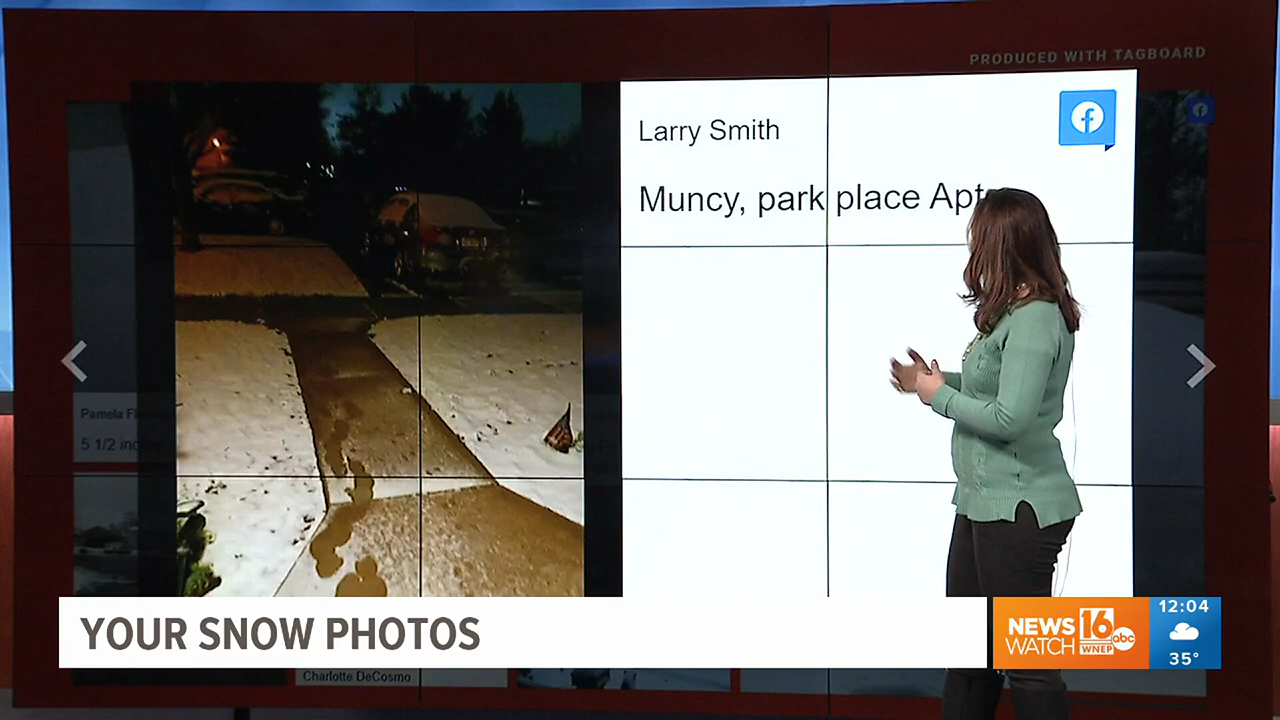 PRODUCED WITH TAGBOARD
Larry Smith
Muncy, park place Apt
Pamela
5 1/2
YOUR SNOW PHOTOS
NEWS 16
WATCH WNEP abc
12:04
35°
Charlotte DeCosmo